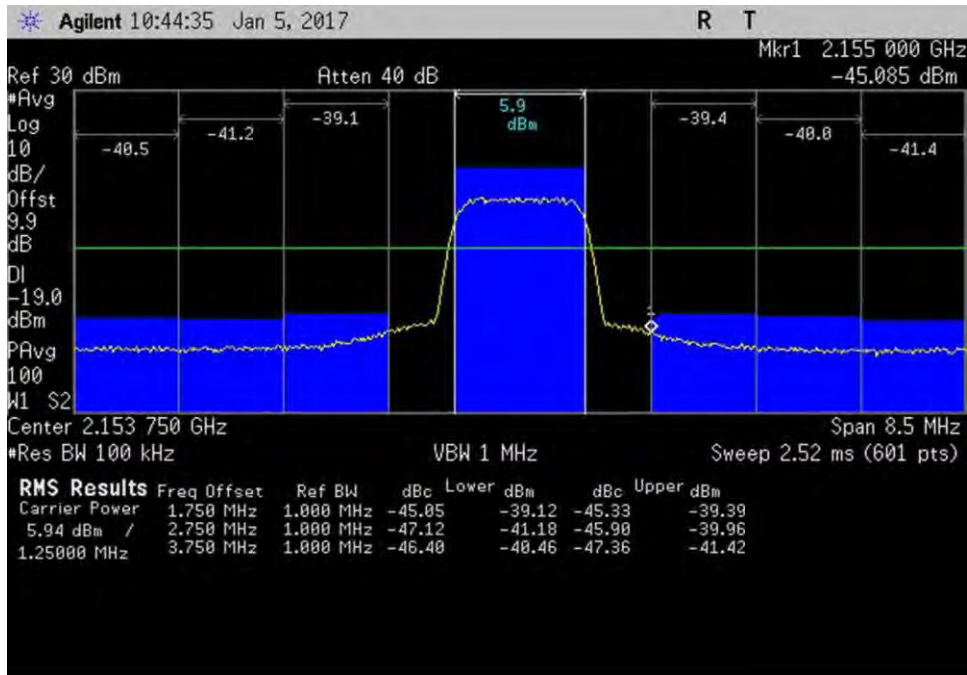 Agilent 10:44:35 Jan 5, 2017 R T
Mkr1 2.155 000 GHz
Ref 30 dBm Atten 40 dB -45.085 dBm
#Avg
Log
10
dB/
Offst
9.9
dB
DI
-19.0
dBm
PAvg
100
W1 S2
-40.5
-41.2
-39.1
5.9
dBm
-39.4
-40.0
-41.4
1
Center 2.153 750 GHz Span 8.5 MHz
#Res BW 100 kHz VBW 1 MHz Sweep 2.52 ms (601 pts)
RMS Results Freq Offset Ref BW dBc Lower dBm dBc Upper dBm
Carrier Power 1.750 MHz 1.000 MHz -45.05 -39.12 -45.33 -39.39
5.94 dBm / 2.750 MHz 1.000 MHz -47.12 -41.18 -45.90 -39.96
1.25000 MHz 3.750 MHz 1.000 MHz -46.40 -40.46 -47.36 -41.42